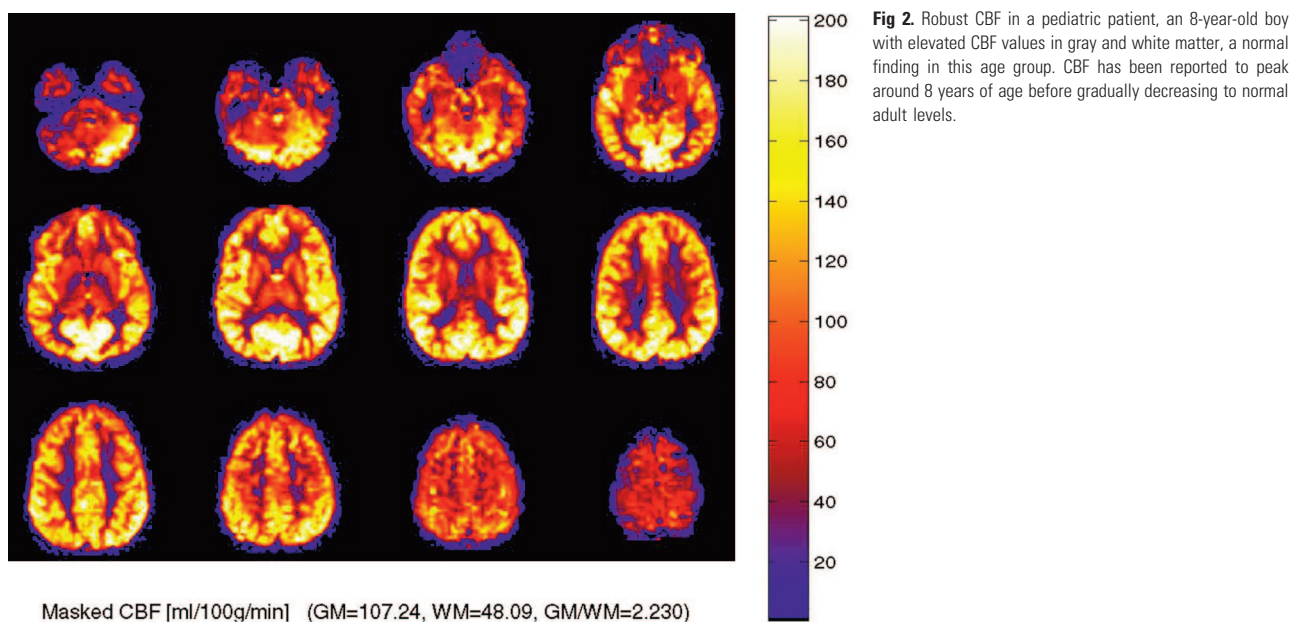 200
180
160
140
120
100
80
60
40
20
Masked CBF [ml/100g/min] (GM=107.24, WM=48.09, GM/WM=2.230)
Fig 2. Robust CBF in a pediatric patient, an 8-year-old boy
with elevated CBF values in gray and white matter, a normal
finding in this age group. CBF has been reported to peak
around 8 years of age before gradually decreasing to normal
adult levels.